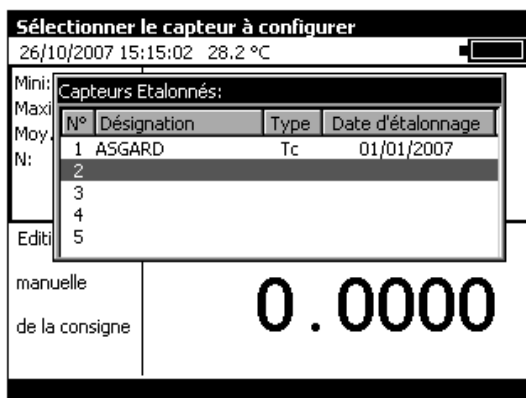 Sélectionner le capteur à configurer
26/10/2007 15:15:02 28.2 °C
Mini:
Maxi
Moy.
N:
Capteurs Etalonnés:
N° Désignation Type Date d'étalonnage
1 ASGARD Tc 01/01/2007
2
3
4
5
Editi
manuelle
de la consigne
0.0000